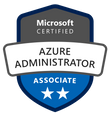 Microsoft
CERTIFIED
AZURE
ADMINISTRATOR
ASSOCIATE